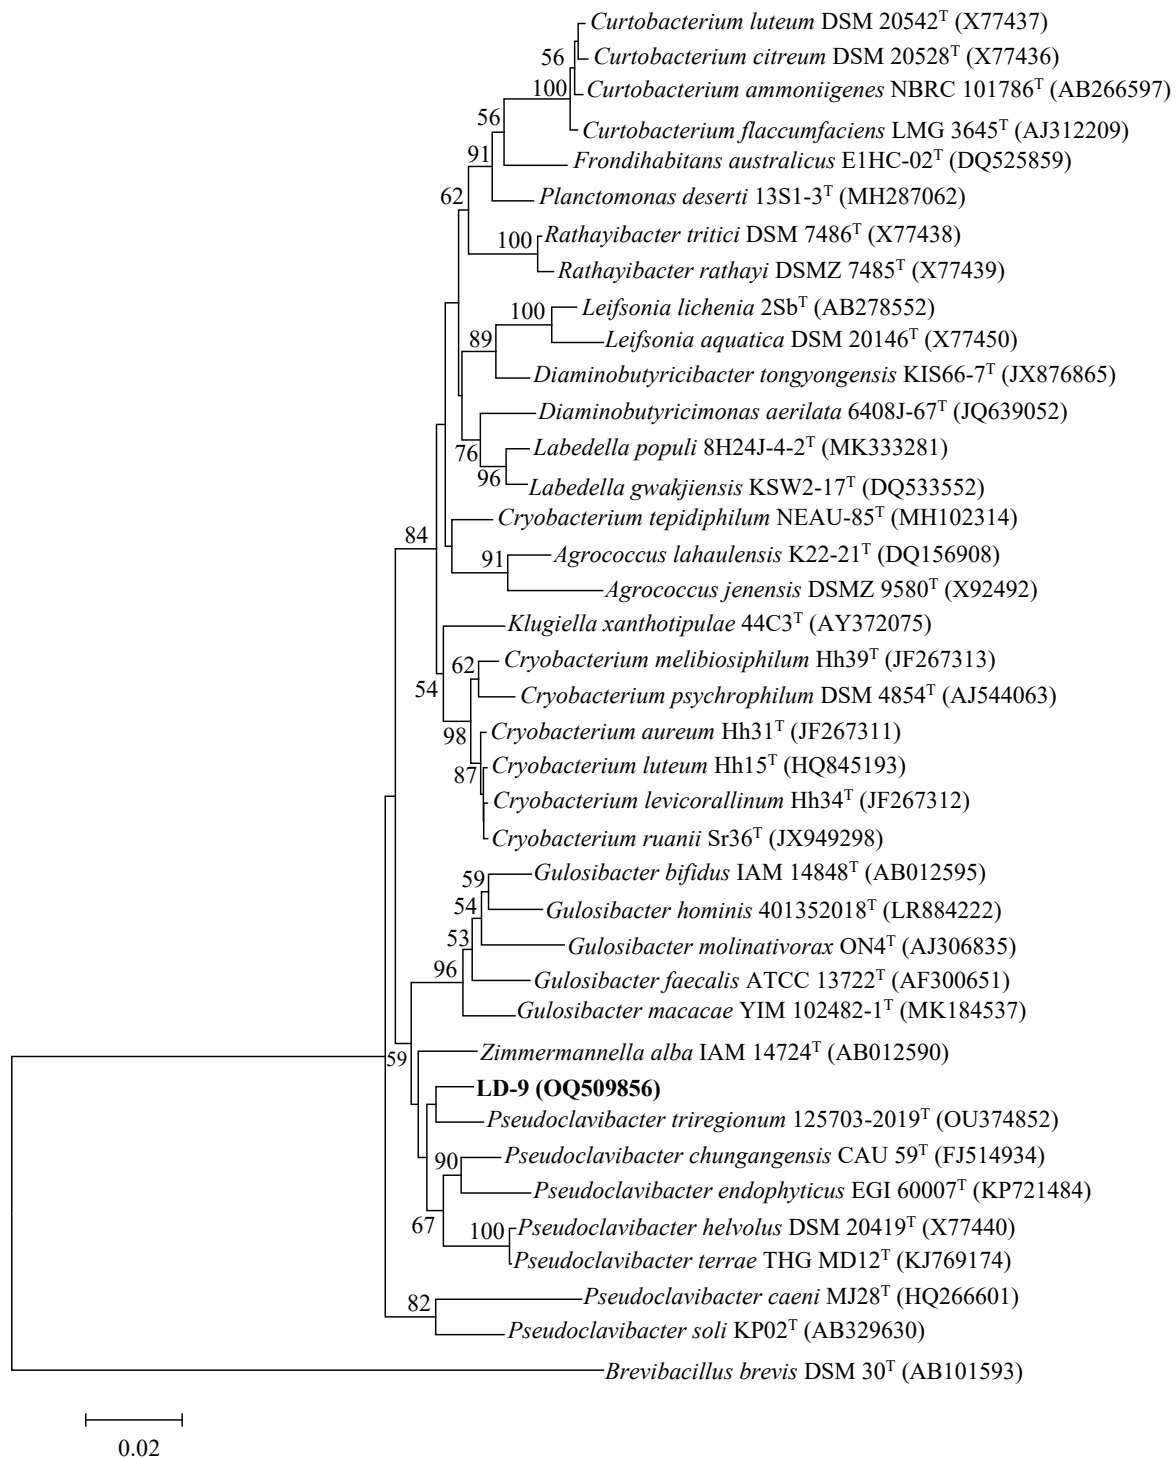 Curtobacterium luteum DSM 20542T (X77437)
56 Curtobacterium citreum DSM 20528T (X77436)
100 Curtobacterium ammoniigenes NBRC 101786T (AB266597)
56
Curtobacterium flaccumfaciens LMG 3645T (AJ312209)
91 Frondihabitans australicus E1HC-02T (DQ525859)
62 Planctomonas deserti 13S1-3T (MH287062)
100 Rathayibacter tritici DSM 7486T (X77438)
Rathayibacter rathayi DSMZ 7485T (X77439)
100 Leifsonia lichenia 2SbT (AB278552)
89 Leifsonia aquatica DSM 20146T (X77450)
Diaminobutyricibacter tongyongensis KIS66-7T (JX876865)
Diaminobutyricimonas aerilata 6408J-67T (JQ639052)
76 Labedella populi 8H24J-4-2T (MK333281)
96 Labedella gwakjiensis KSW2-17T (DQ533552)
Cryobacterium tepidiphilum NEAU-85T (MH102314)
84
91 Agrococcus lahaulensis K22-21T (DQ156908)
Agrococcus jenensis DSMZ 9580T (X92492)
Klugiella xanthotipulae 44C3T (AY372075)
62 Cryobacterium melibiosiphilum Hh39T (JF267313)
54 Cryobacterium psychrophilum DSM 4854T (AJ544063)
98 Cryobacterium aureum Hh31T (JF267311)
87 Cryobacterium luteum Hh15T (HQ845193)
Cryobacterium levicorallinum Hh34T (JF267312)
Cryobacterium ruanii Sr36T (JX949298)
59 Gulosibacter bifidus IAM 14848T (AB012595)
54 Gulosibacter hominis 401352018T (LR884222)
53 Gulosibacter molinativorax ON4T (AJ306835)
96 Gulosibacter faecalis ATCC 13722T (AF300651)
Gulosibacter macacae YIM 102482-1T (MK184537)
59 Zimmermannella alba IAM 14724T (AB012590)
LD-9 (OQ509856)
Pseudoclavibacter triregionum 125703-2019T (OU374852)
90 Pseudoclavibacter chungangensis CAU 59T (FJ514934)
Pseudoclavibacter endophyticus EGI 60007T (KP721484)
67 100 Pseudoclavibacter helvolus DSM 20419T (X77440)
Pseudoclavibacter terrae THG MD12T (KJ769174)
82 Pseudoclavibacter caeni MJ28T (HQ266601)
Pseudoclavibacter soli KP02T (AB329630)
Brevibacillus brevis DSM 30T (AB101593)
0.02